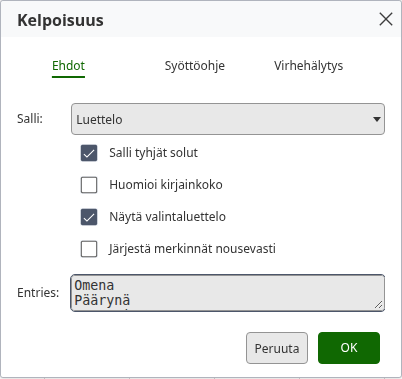 Kelpoisuus
Ehdot
Syöttöohje
Virhehälytys
Salli:
Luettelo
Salli tyhjät solut
Huomioi kirjainkoko
Näytä valintaluettelo
Järjestä merkinnät nousevasti
Entries:
Omena
Päärynä
Peruuta
OK